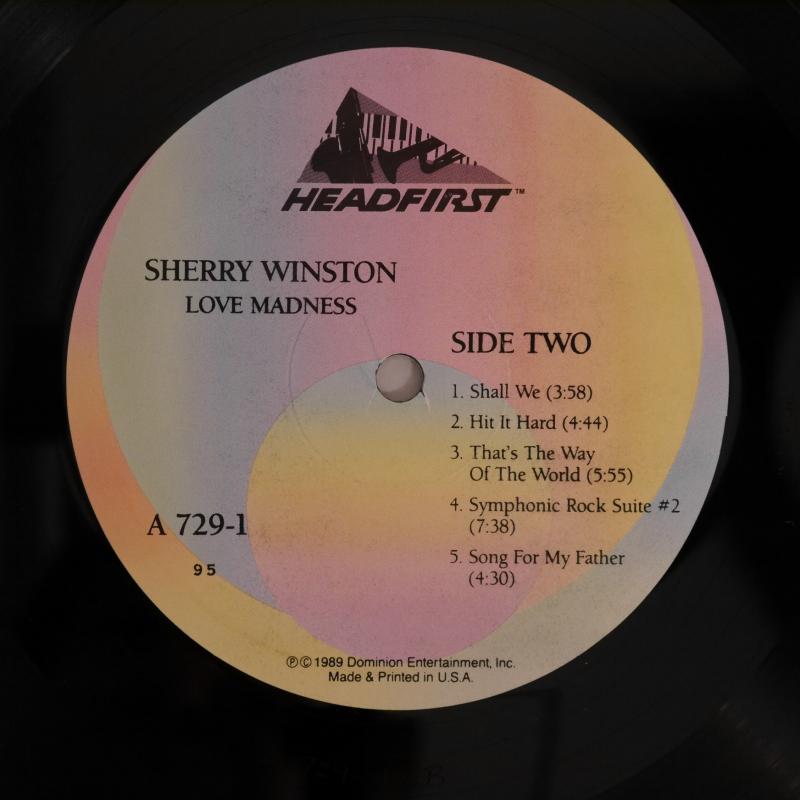 HEADFIRST™
SHERRY WINSTON
LOVE MADNESS
SIDE TWO
1. Shall We (3:58)
2. Hit It Hard (4:44)
3. That's The Way
Of The World (5:55)
4. Symphonic Rock Suite #2
(7:38)
5. Song For My Father
(4:30)
A 729-1
95
℗©1989 Dominion Entertainment, Inc.
Made & Printed in U.S.A.